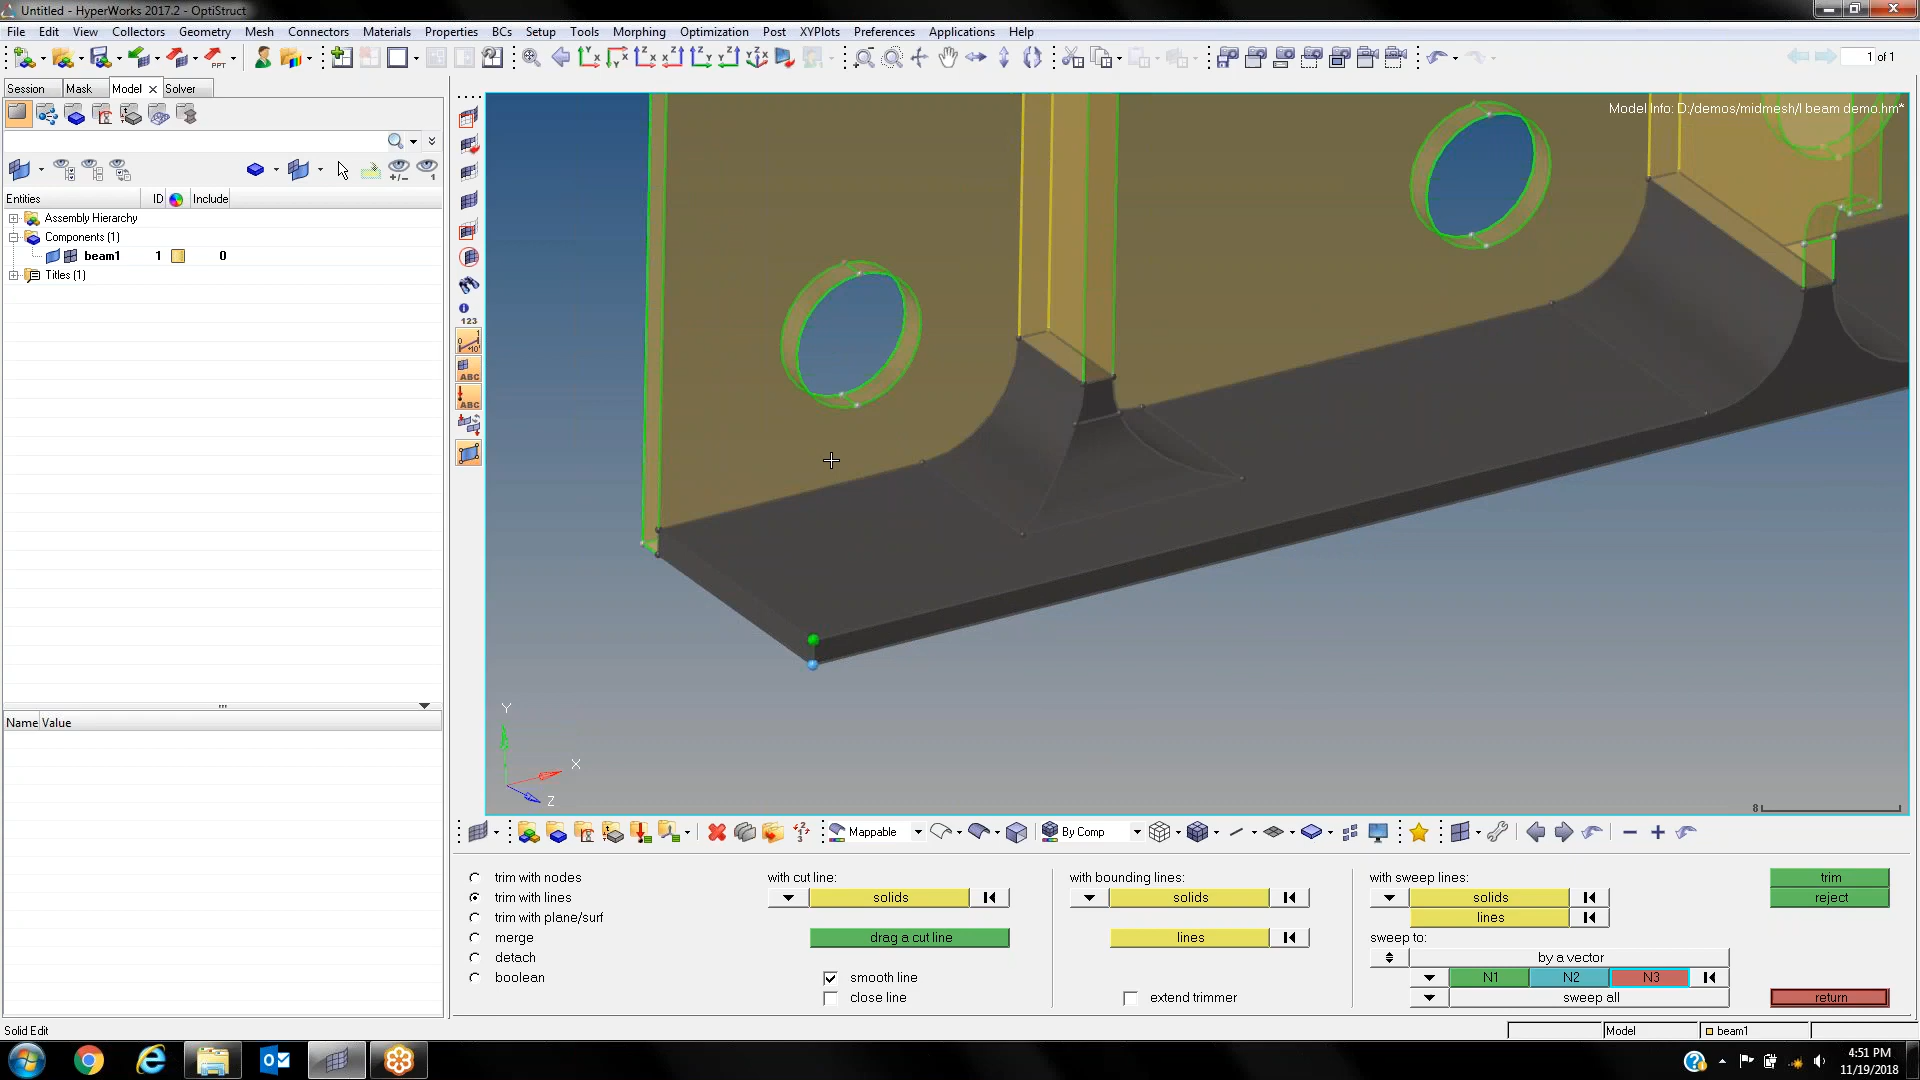 Untitled - HyperWorks 2017.2 - OptiStruct
File Edit View Collectors Geometry Mesh Connectors Materials Properties BCs Setup Tools Morphing Optimization Post XYPlots Preferences Applications Help
1 of 1
Session Mask Model Solver
Model Info: D:/demos/midmesh/I beam demo.hm*
Entities ID Include
Assembly Hierarchy
Components (1)
beam1 1 0
Titles (1)
123
ABC
ABC
Name Value
Y
X
Z
8
Mappable By Comp
trim with nodes
trim with lines
trim with plane/surf
merge
detach
boolean
with cut line:
solids
drag a cut line
smooth line
close line
with bounding lines:
solids
lines
extend trimmer
with sweep lines:
solids
lines
sweep to:
by a vector
N1 N2 N3
sweep all
trim
reject
return
Solid Edit
Model
beam1
4:51 PM
11/19/2018